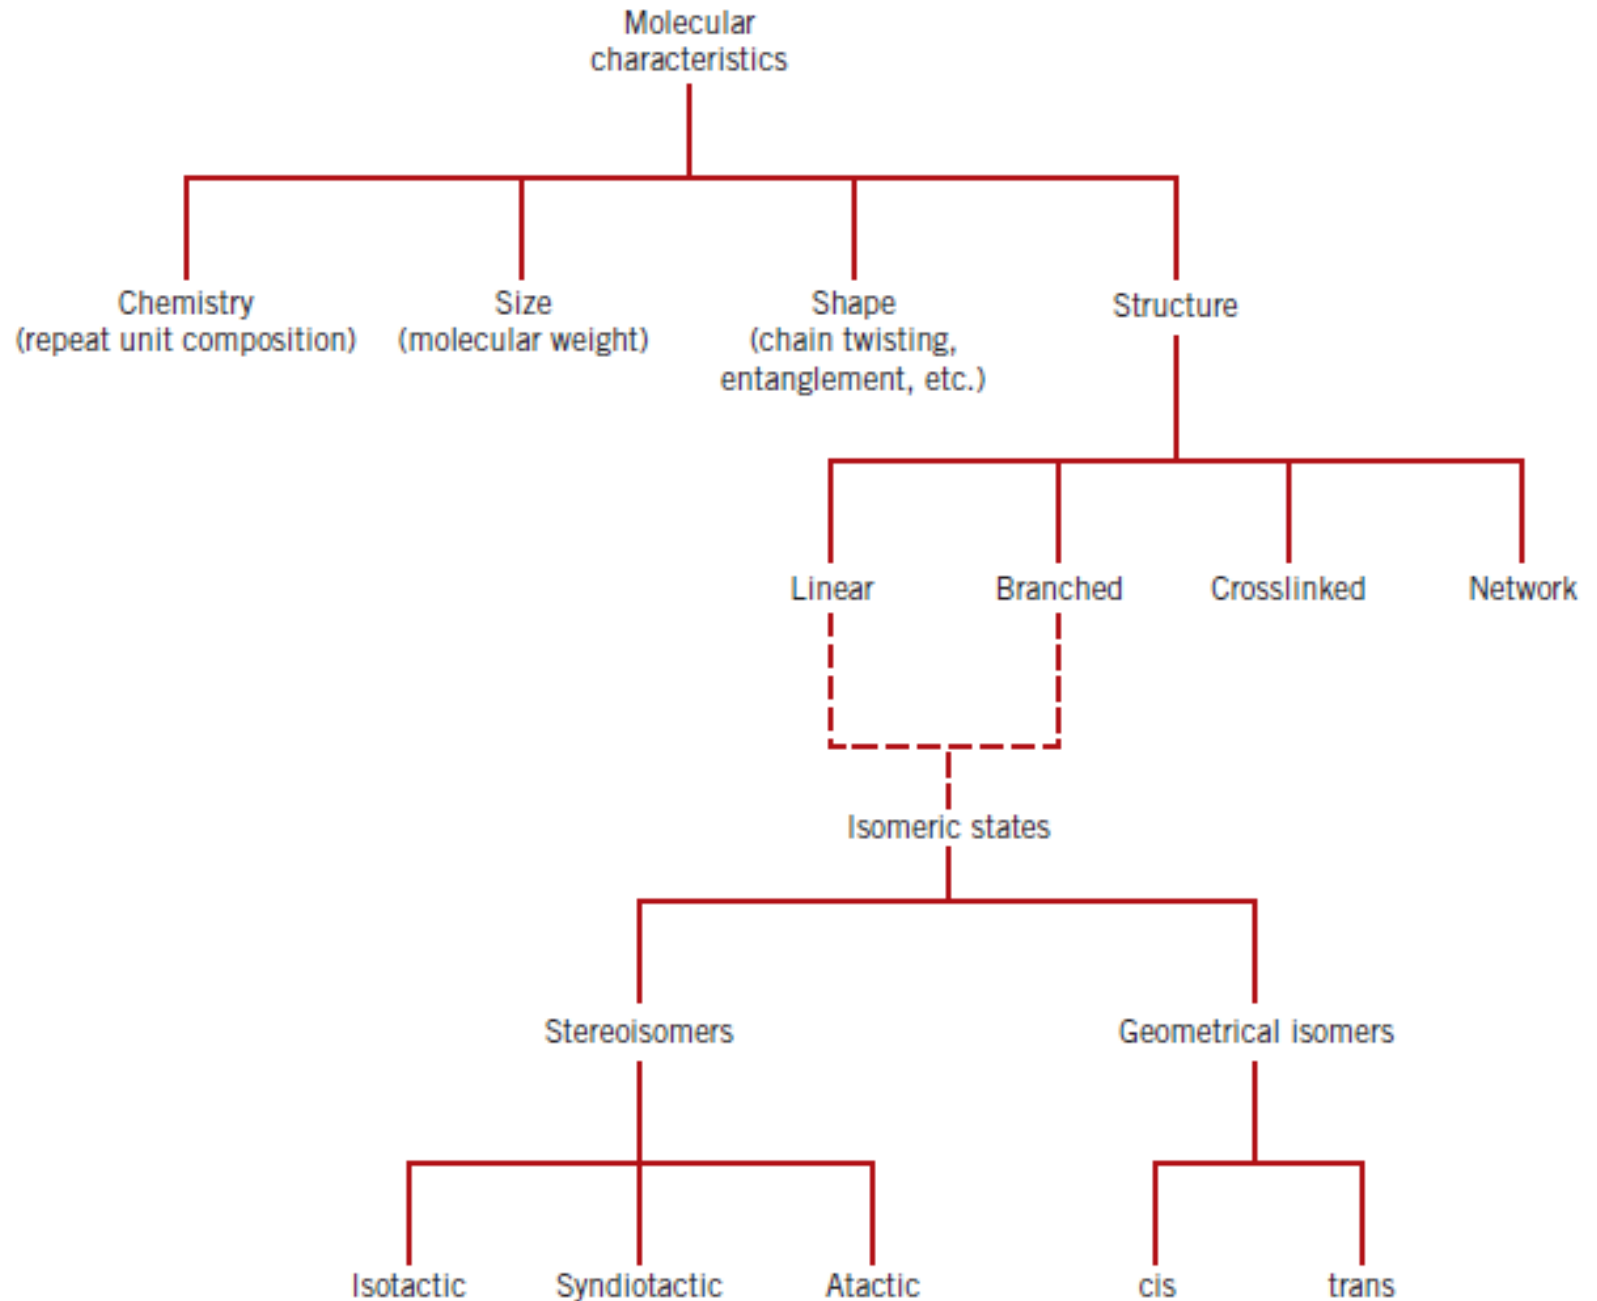 Molecular
characteristics
Chemistry
(repeat unit composition)
Size
(molecular weight)
Shape
(chain twisting,
entanglement, etc.)
Structure
Linear
Branched
Crosslinked
Network
Isomeric states
Stereoisomers
Geometrical isomers
Isotactic
Syndiotactic
Atactic
cis
trans